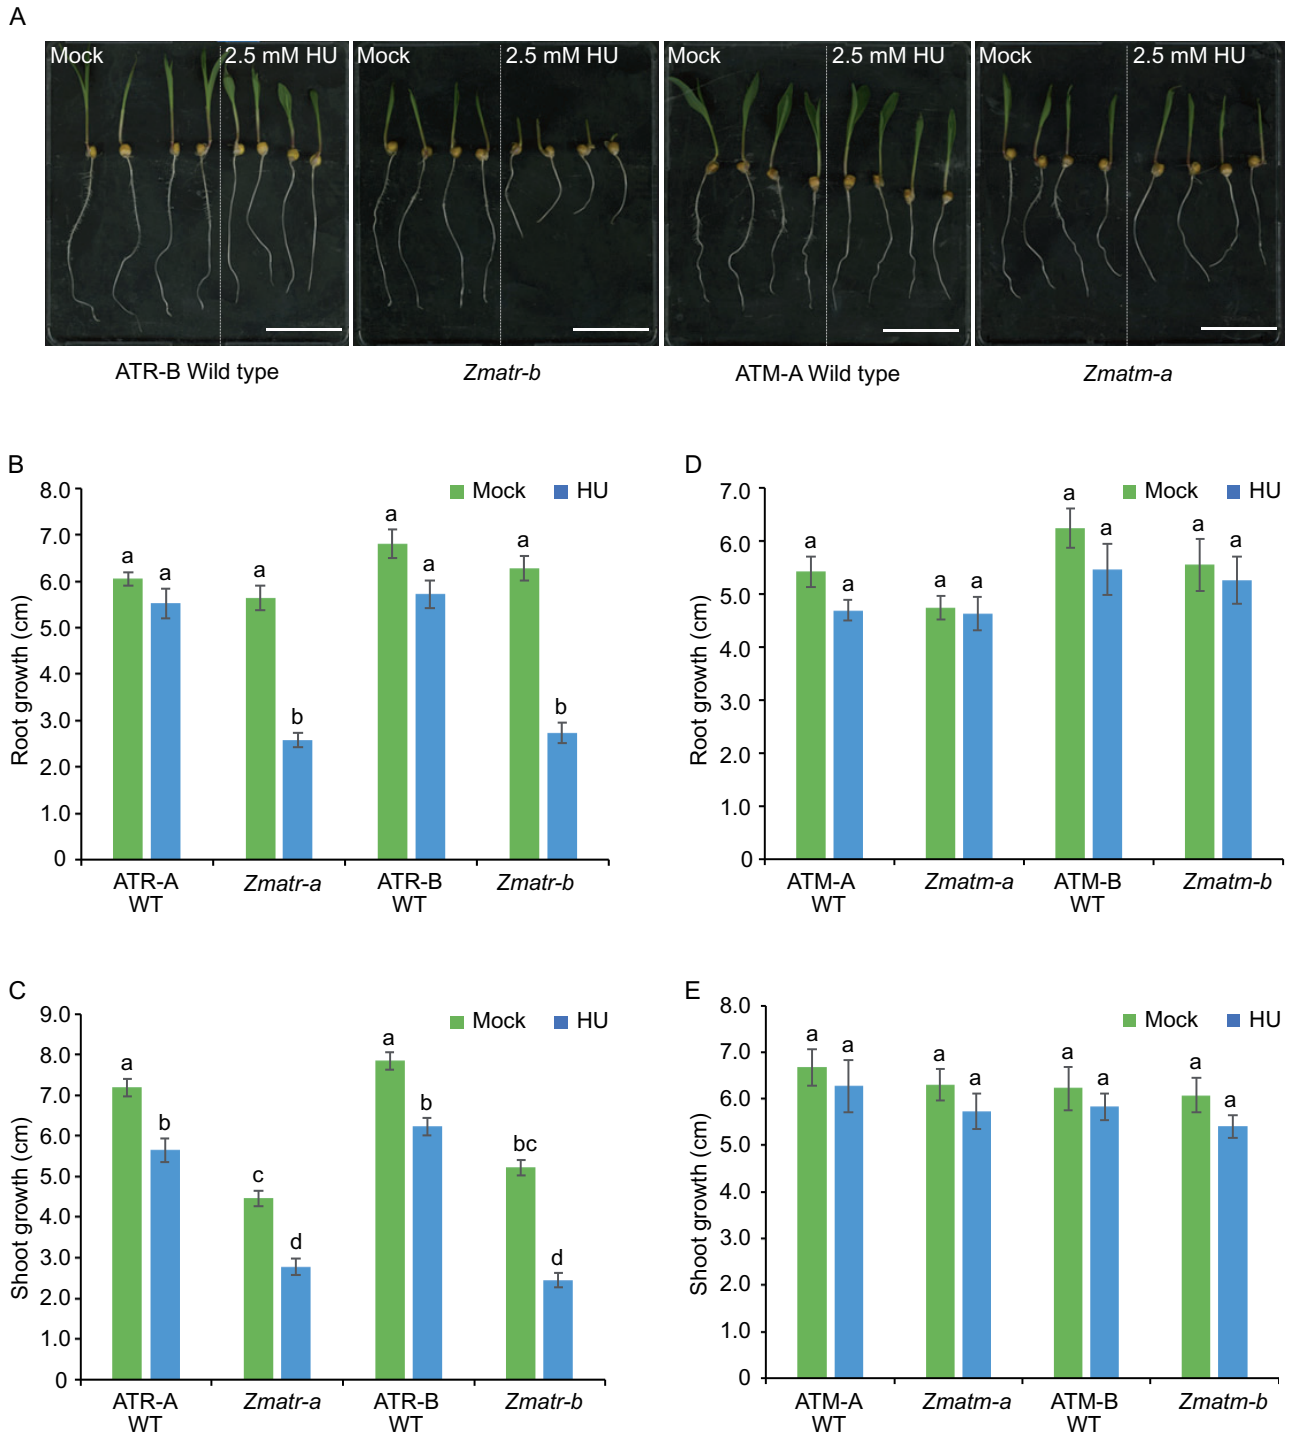 A
Mock 2.5 mM HU Mock 2.5 mM HU Mock 2.5 mM HU Mock 2.5 mM HU
ATR-B Wild type Zmatr-b ATM-A Wild type Zmatm-a
B
Mock HU
Root growth (cm)
8.0
7.0
6.0
5.0
4.0
3.0
2.0
1.0
0
a a a b a a a b
ATR-A Zmatr-a ATR-B Zmatr-b
WT WT
D
Mock HU
Root growth (cm)
7.0
6.0
5.0
4.0
3.0
2.0
1.0
0
a a a a a a a a
ATM-A Zmatm-a ATM-B Zmatm-b
WT WT
C
Mock HU
Shoot growth (cm)
9.0
8.0
7.0
6.0
5.0
4.0
3.0
2.0
1.0
0
a b c d a b bc d
ATR-A Zmatr-a ATR-B Zmatr-b
WT WT
E
Mock HU
Shoot growth (cm)
8.0
7.0
6.0
5.0
4.0
3.0
2.0
1.0
0
a a a a a a a a
ATM-A Zmatm-a ATM-B Zmatm-b
WT WT